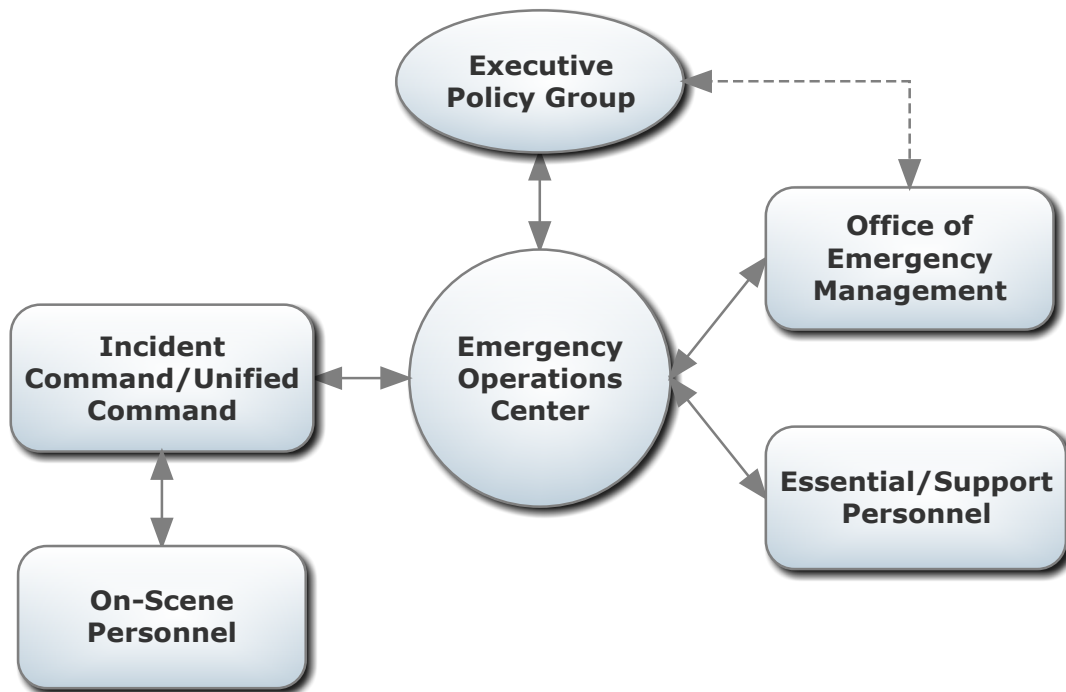 Executive
Policy Group
Office of
Emergency
Management
Incident
Command/Unified
Command
Emergency
Operations
Center
Essential/Support
Personnel
On-Scene
Personnel